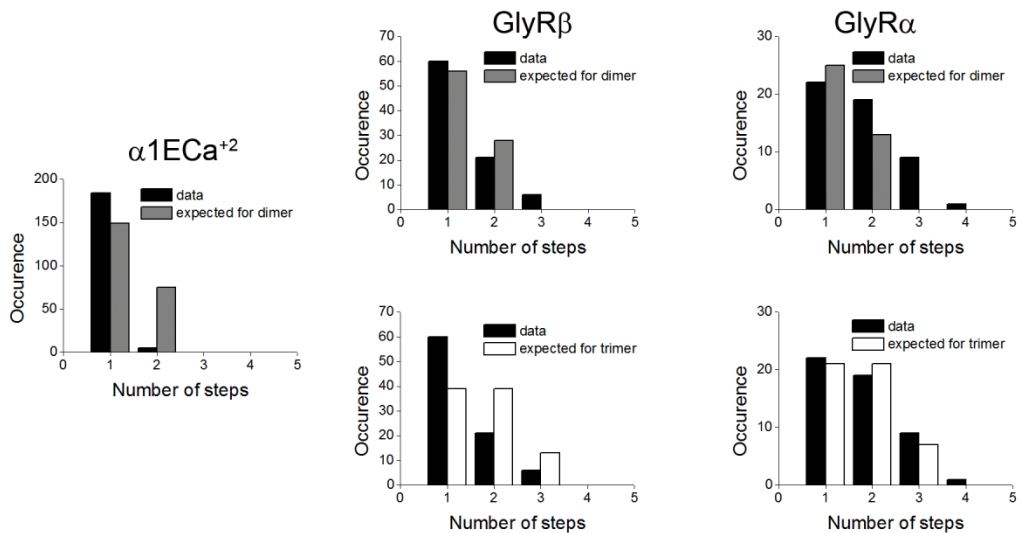 α1ECa⁺²
200
150
100
50
0
Occurence
data
expected for dimer
0 1 2 3 4 5
Number of steps
GlyRβ
70
60
50
40
30
20
10
0
Occurence
data
expected for dimer
0 1 2 3 4 5
Number of steps
GlyRα
30
20
10
0
Occurence
data
expected for dimer
0 1 2 3 4 5
Number of steps
70
60
50
40
30
20
10
0
Occurence
data
expected for trimer
0 1 2 3 4 5
Number of steps
30
20
10
0
Occurence
data
expected for trimer
0 1 2 3 4 5
Number of steps